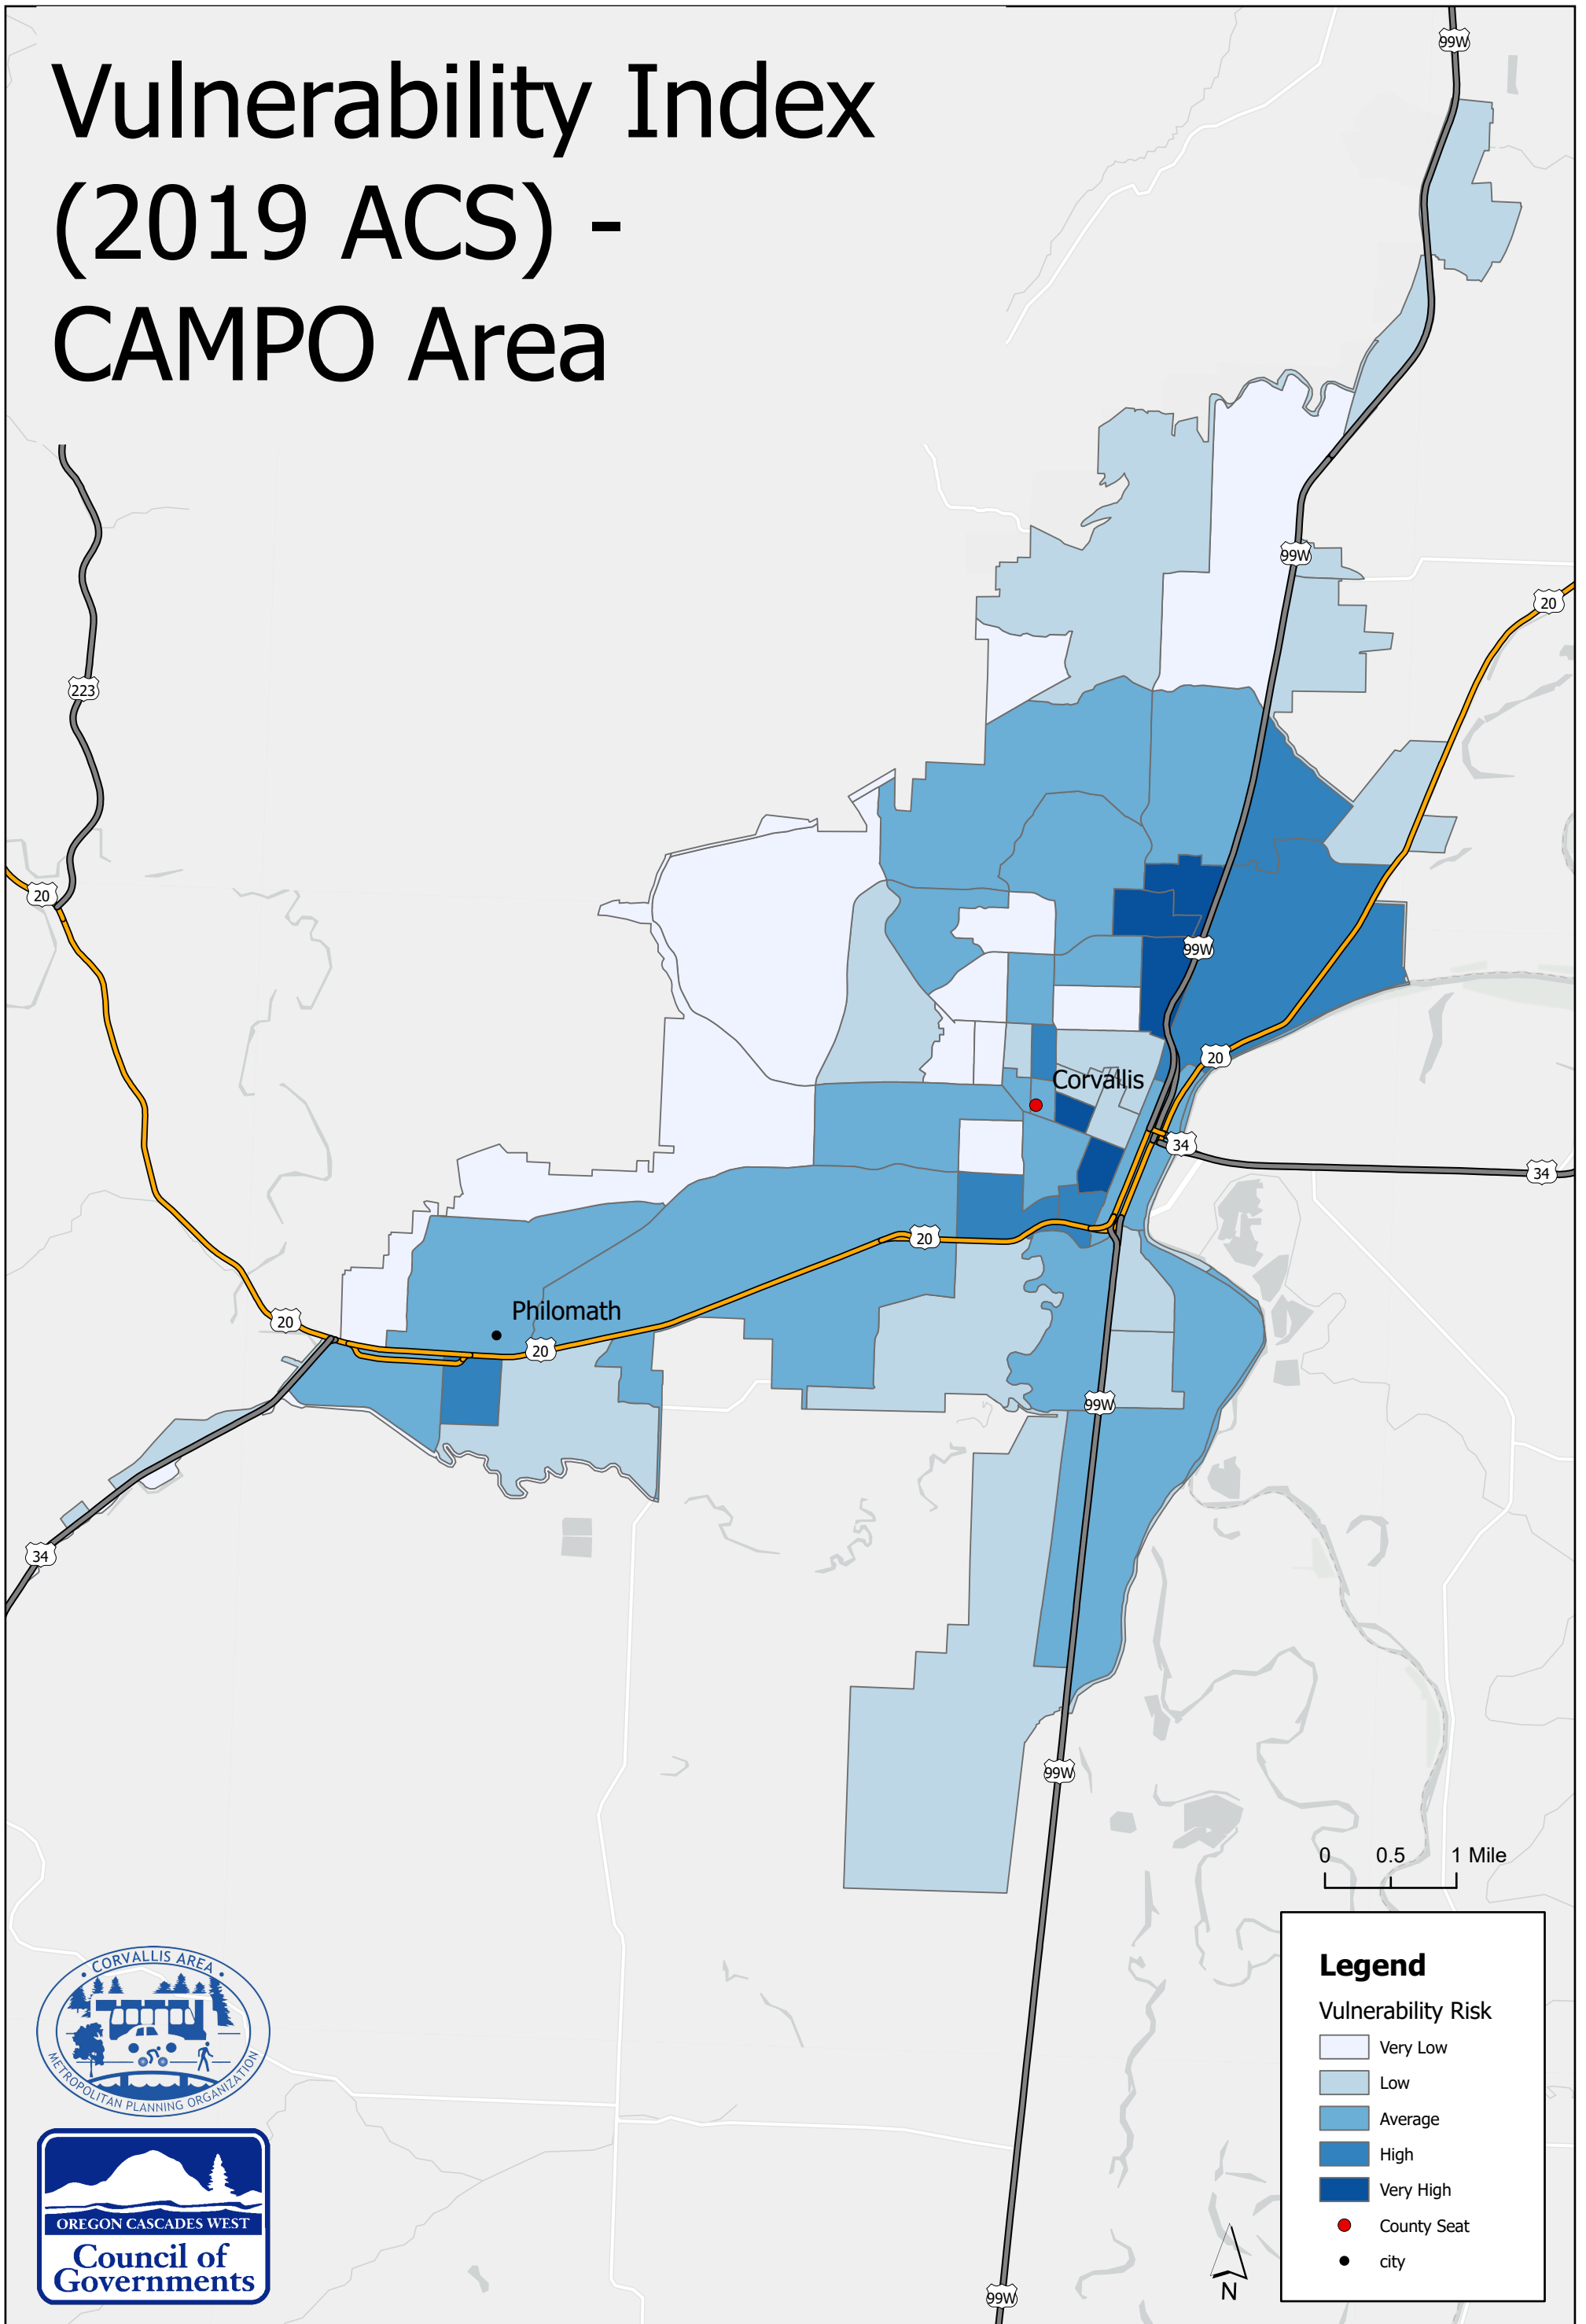 Vulnerability Index
(2019 ACS) -
CAMPO Area
99W
99W
20
223
20
99W
20
Corvallis
34
34
20
20
Philomath
20
99W
34
99W
0 0.5 1 Mile
Legend
Vulnerability Risk
Very Low
Low
Average
High
Very High
County Seat
city
N
99W
• CORVALLIS AREA •
METROPOLITAN PLANNING ORGANIZATION
OREGON CASCADES WEST
Council of
Governments